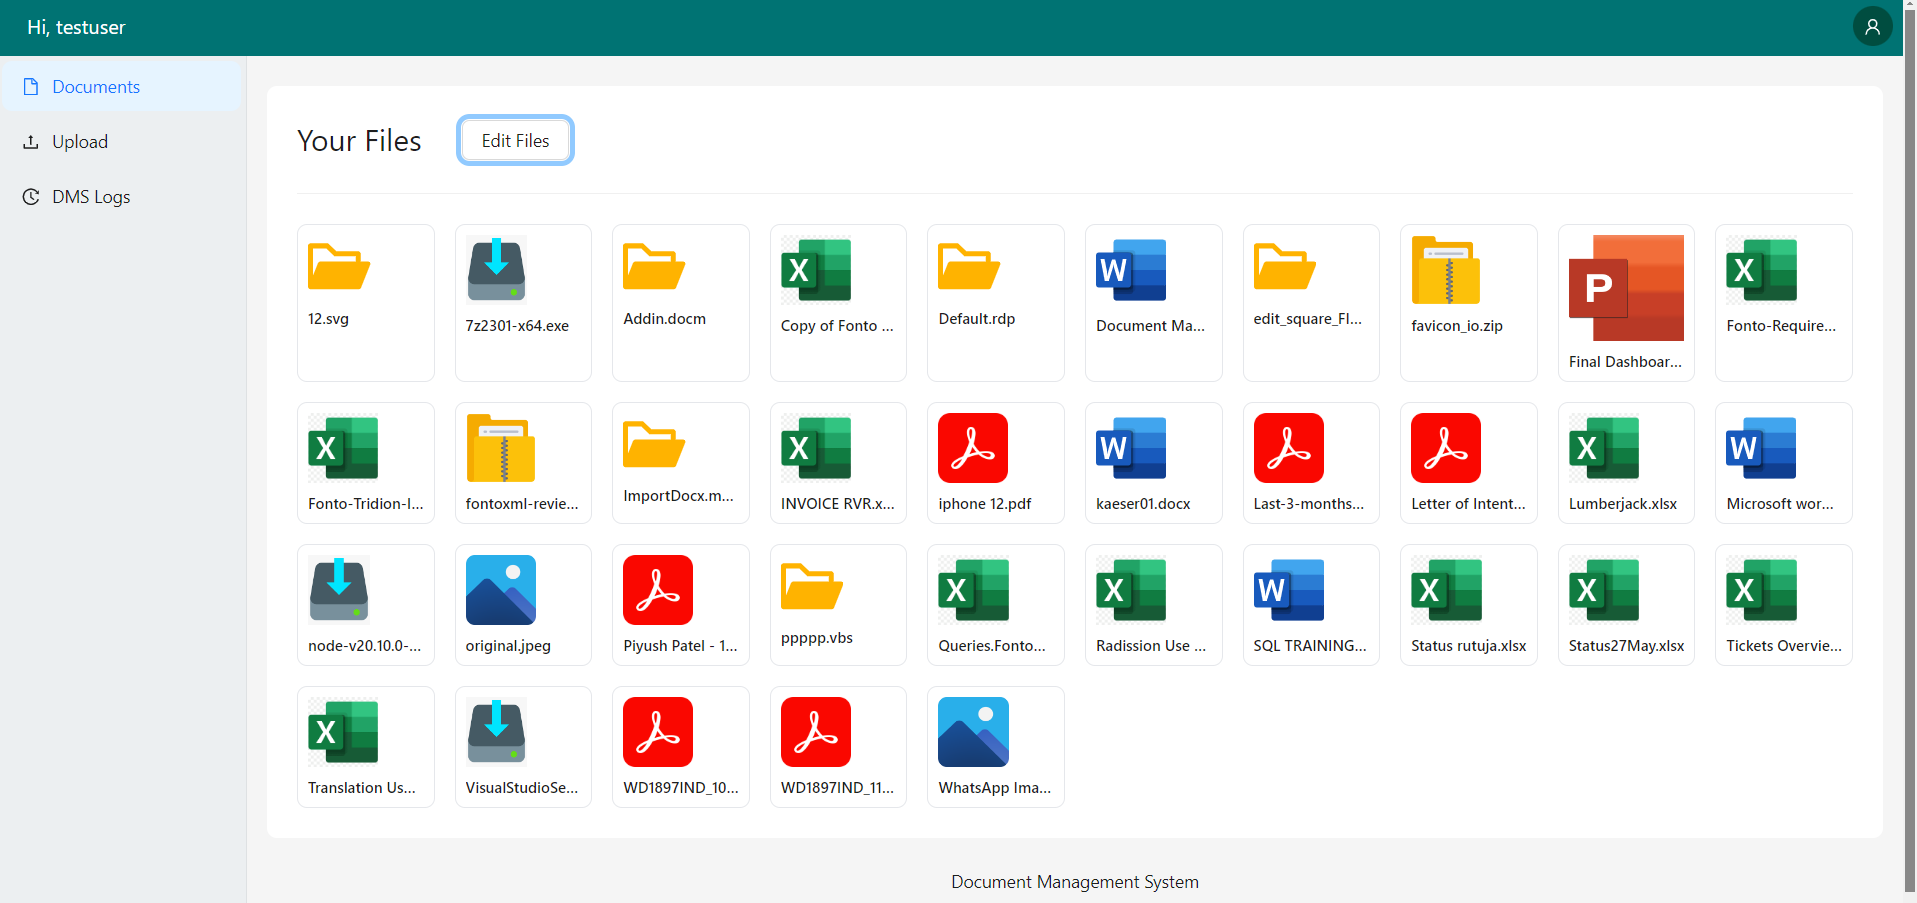 Hi, testuser
Documents
Upload
DMS Logs
Your Files
Edit Files
12.svg
7z2301-x64.exe
Addin.docm
X
Copy of Fonto ...
Default.rdp
W
Document Ma...
edit_square_FI...
favicon_io.zip
P
Final Dashboar...
X
Fonto-Require...
X
Fonto-Tridion-I...
fontoxml-revie...
ImportDocx.m...
X
INVOICE RVR.x...
iphone 12.pdf
W
kaeser01.docx
Last-3-months...
Letter of Intent...
X
Lumberjack.xlsx
W
Microsoft wor...
node-v20.10.0-...
original.jpeg
Piyush Patel - 1...
ppppp.vbs
X
Queries.Fonto...
X
Radission Use ...
W
SQL TRAINING...
X
Status rutuja.xlsx
X
Status27May.xlsx
X
Tickets Overvie...
X
Translation Us...
VisualStudioSe...
WD1897IND_10...
WD1897IND_11...
WhatsApp Ima...
Document Management System